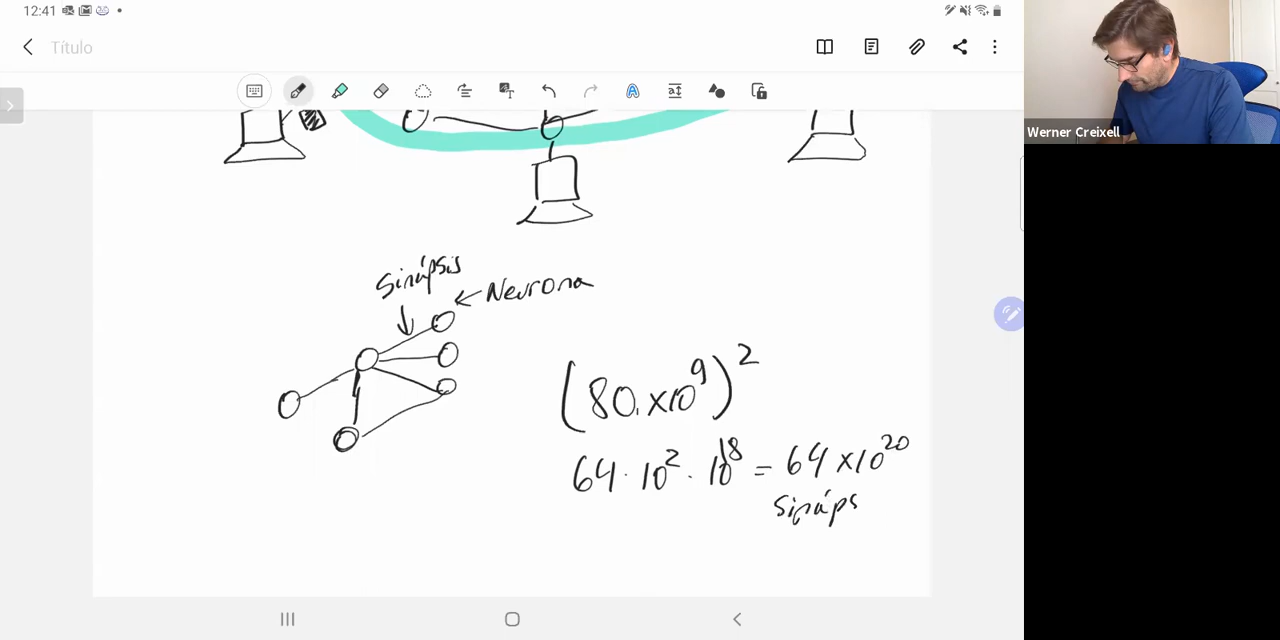 12:41
Título
Werner Creixell
Sinápsis
Neurona
(80.x10⁹)²
64·10²·10¹⁸ = 64x10²⁰
sináps